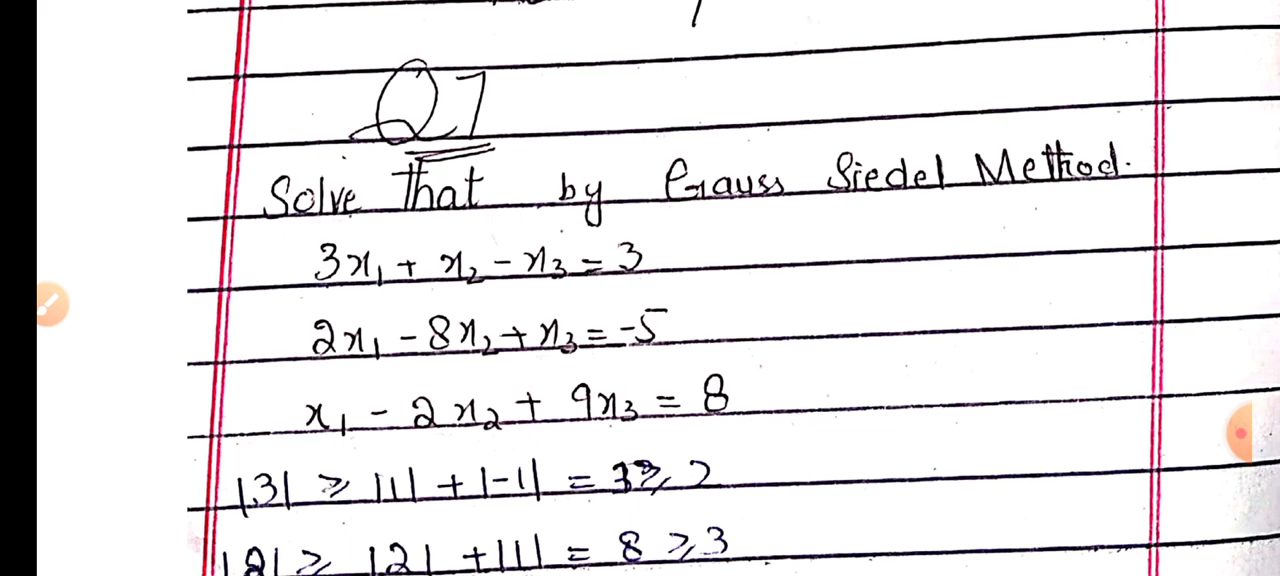 Q7
Solve that by Gauss Siedel Method.
3x₁ + x₂ - x₃ = 3
2x₁ - 8x₂ + x₃ = -5
x₁ - 2x₂ + 9x₃ = 8
|3| ⩾ |1| + |-1| = 3 ⩾ 2
|8| ⩾ |2| + |1| = 8 ⩾ 3